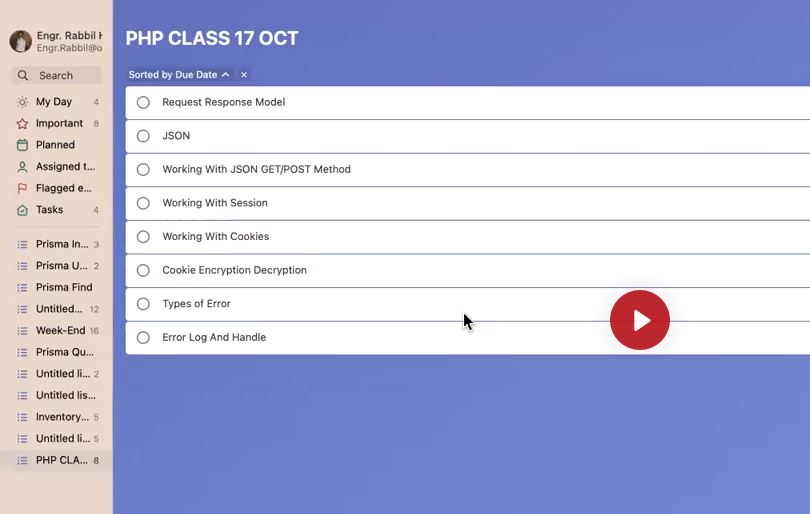 Engr. Rabbil H
Engr.Rabbil@o
Search
My Day 4
Important 8
Planned
Assigned t...
Flagged e...
Tasks 4
Prisma In... 3
Prisma U... 2
Prisma Find
Untitled... 12
Week-End 16
Prisma Qu...
Untitled li... 2
Untitled lis...
Inventory... 5
Untitled li... 5
PHP CLA... 8
PHP CLASS 17 OCT
Sorted by Due Date
Request Response Model
JSON
Working With JSON GET/POST Method
Working With Session
Working With Cookies
Cookie Encryption Decryption
Types of Error
Error Log And Handle